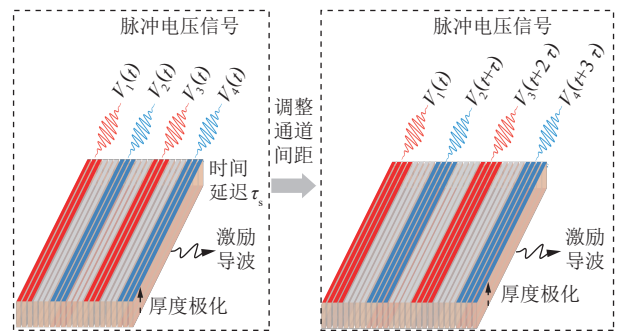 脉冲电压信号
V₁(t)
V₂(t)
V₃(t)
V₄(t)
时间
延迟τₛ
激励
导波
厚度极化
调整
通道
间距
脉冲电压信号
V₁(t)
V₂(t+τ)
V₃(t+2 τ)
V₄(t+3 τ)
激励
导波
厚度极化